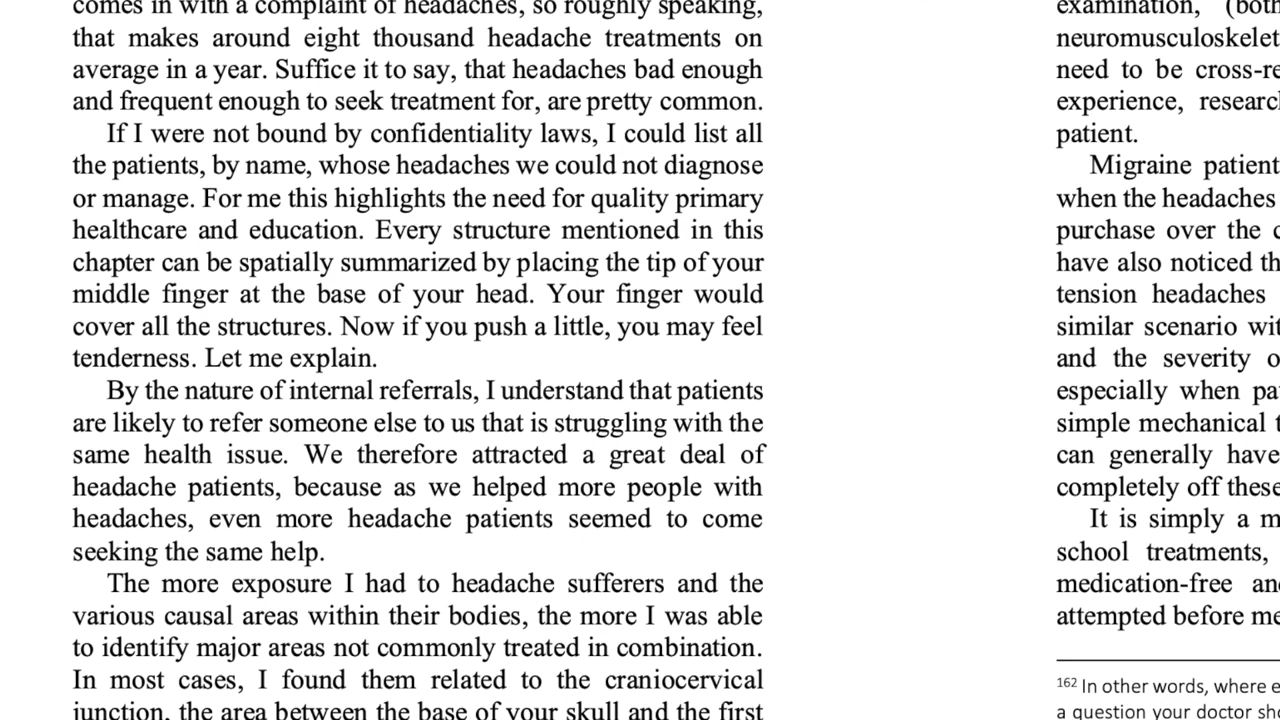 comes in with a complaint of headaches, so roughly speaking,
that makes around eight thousand headache treatments on
average in a year. Suffice it to say, that headaches bad enough
and frequent enough to seek treatment for, are pretty common.
If I were not bound by confidentiality laws, I could list all
the patients, by name, whose headaches we could not diagnose
or manage. For me this highlights the need for quality primary
healthcare and education. Every structure mentioned in this
chapter can be spatially summarized by placing the tip of your
middle finger at the base of your head. Your finger would
cover all the structures. Now if you push a little, you may feel
tenderness. Let me explain.
By the nature of internal referrals, I understand that patients
are likely to refer someone else to us that is struggling with the
same health issue. We therefore attracted a great deal of
headache patients, because as we helped more people with
headaches, even more headache patients seemed to come
seeking the same help.
The more exposure I had to headache sufferers and the
various causal areas within their bodies, the more I was able
to identify major areas not commonly treated in combination.
In most cases, I found them related to the craniocervical
junction, the area between the base of your skull and the first
examination, (both
neuromusculoskelet
need to be cross-re
experience, research
patient.
Migraine patient
when the headaches
purchase over the c
have also noticed th
tension headaches
similar scenario wit
and the severity o
especially when pa
simple mechanical t
can generally have
completely off these
It is simply a m
school treatments,
medication-free and
attempted before me
162 In other words, where e
a question your doctor sho